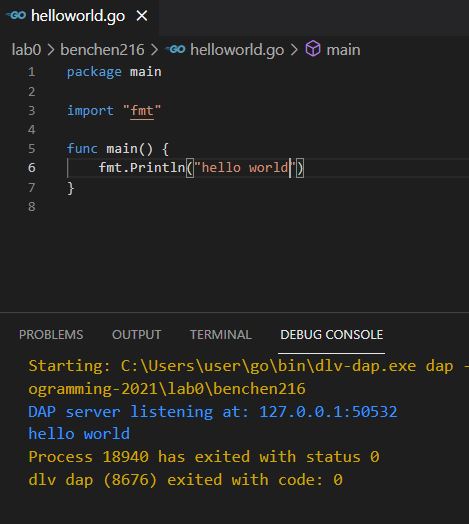 GO helloworld.go ×
lab0 > benchen216 > GO helloworld.go > main
1 package main
2
3 import "fmt"
4
5 func main() {
6 fmt.Println("hello world")
7 }
8
PROBLEMS OUTPUT TERMINAL DEBUG CONSOLE
Starting: C:\Users\user\go\bin\dlv-dap.exe dap -
ogramming-2021\lab0\benchen216
DAP server listening at: 127.0.0.1:50532
hello world
Process 18940 has exited with status 0
dlv dap (8676) exited with code: 0